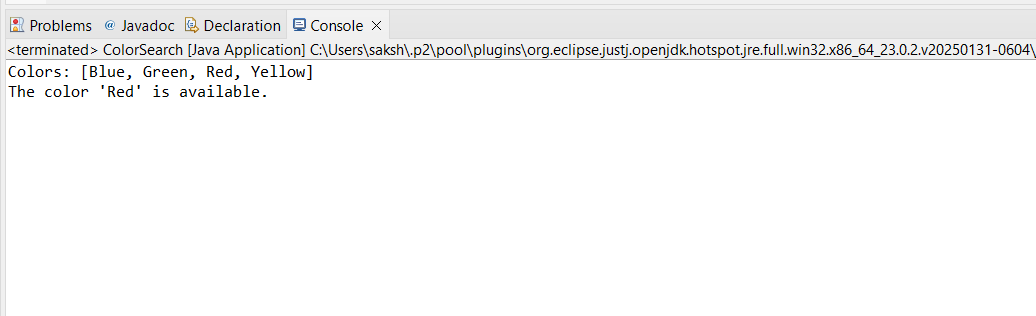 Problems @ Javadoc Declaration Console
<terminated> ColorSearch [Java Application] C:\Users\saksh\.p2\pool\plugins\org.eclipse.justj.openjdk.hotspot.jre.full.win32.x86_64_23.0.2.v20250131-0604\
Colors: [Blue, Green, Red, Yellow]
The color 'Red' is available.